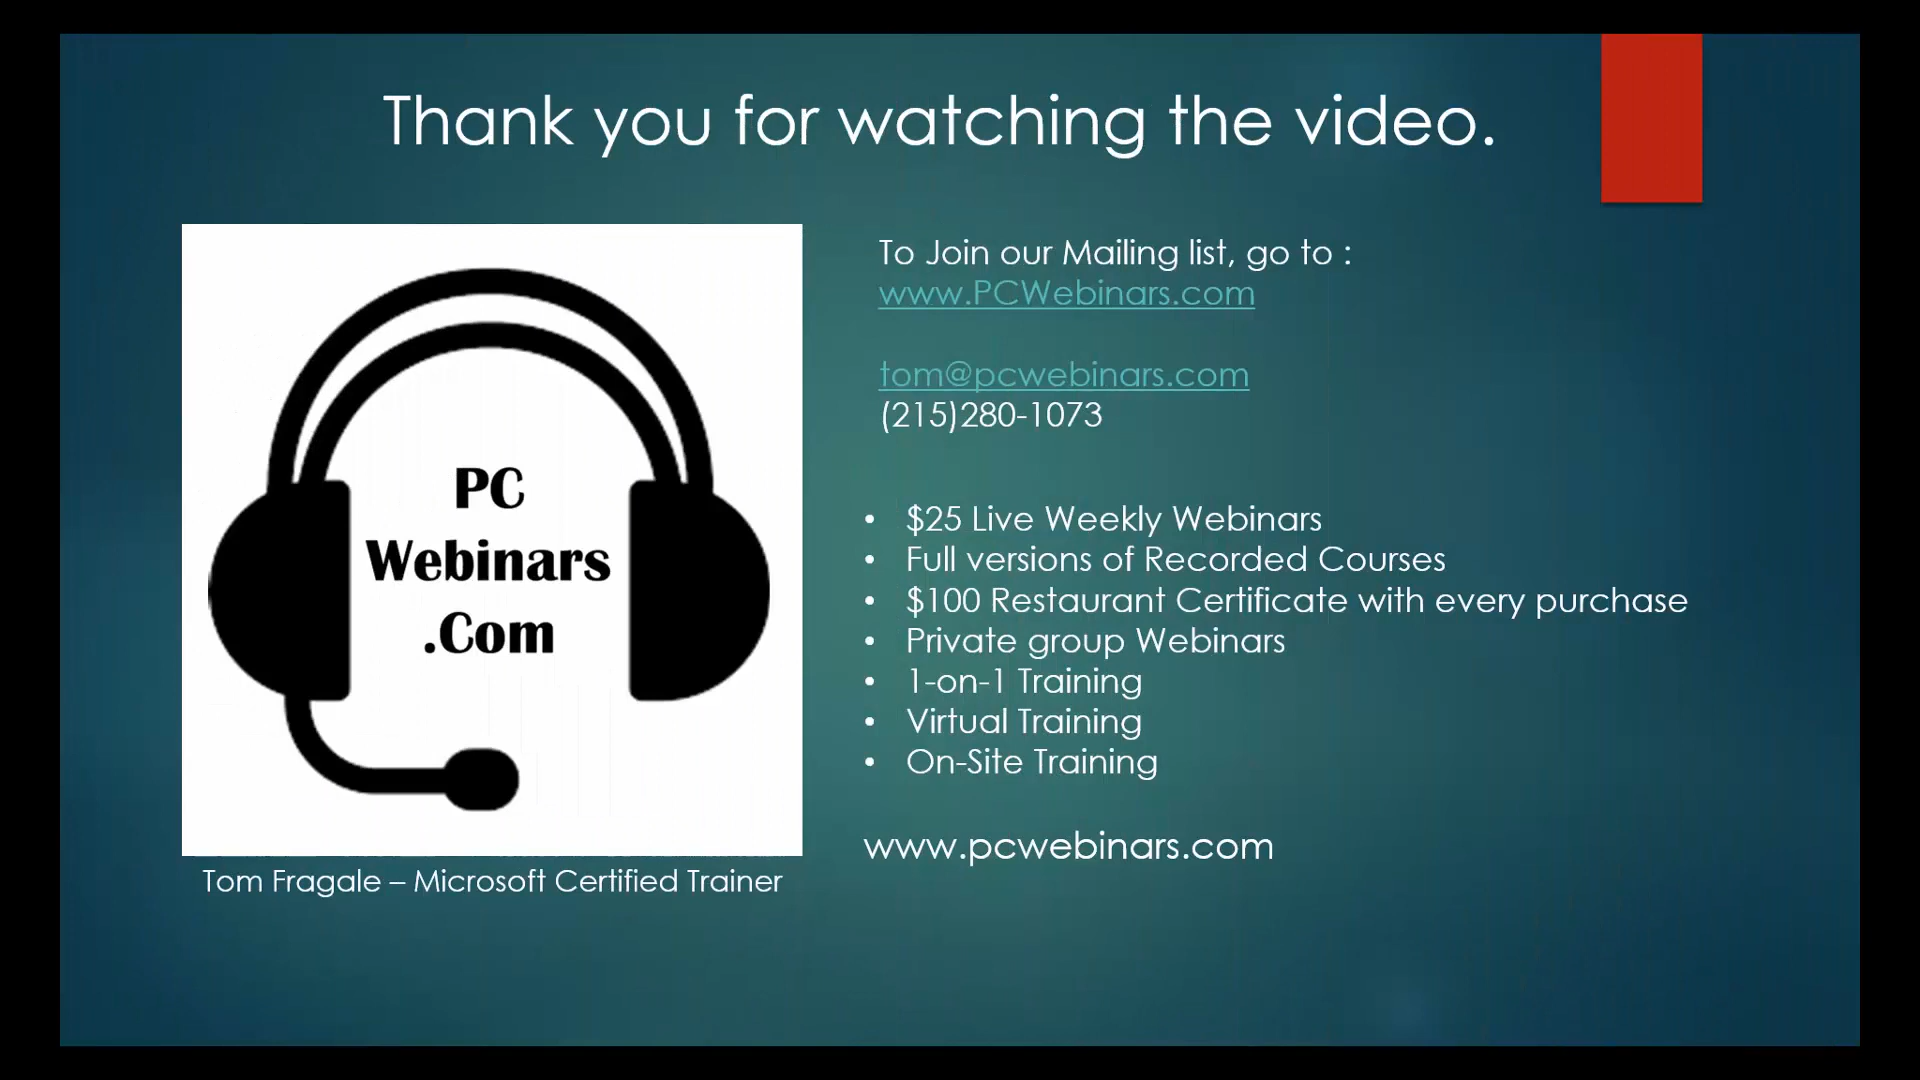 Thank you for watching the video.
PC
Webinars
.Com
Tom Fragale – Microsoft Certified Trainer
To Join our Mailing list, go to :
www.PCWebinars.com
tom@pcwebinars.com
(215)280-1073
• $25 Live Weekly Webinars
• Full versions of Recorded Courses
• $100 Restaurant Certificate with every purchase
• Private group Webinars
• 1-on-1 Training
• Virtual Training
• On-Site Training
www.pcwebinars.com